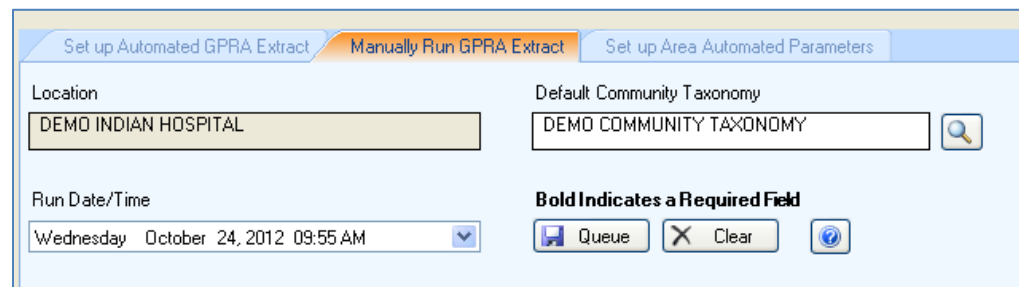 Set up Automated GPRA Extract Manually Run GPRA Extract Set up Area Automated Parameters
Location Default Community Taxonomy
DEMO INDIAN HOSPITAL DEMO COMMUNITY TAXONOMY
Run Date/Time Bold Indicates a Required Field
Wednesday October 24, 2012 09:55 AM Queue Clear ?